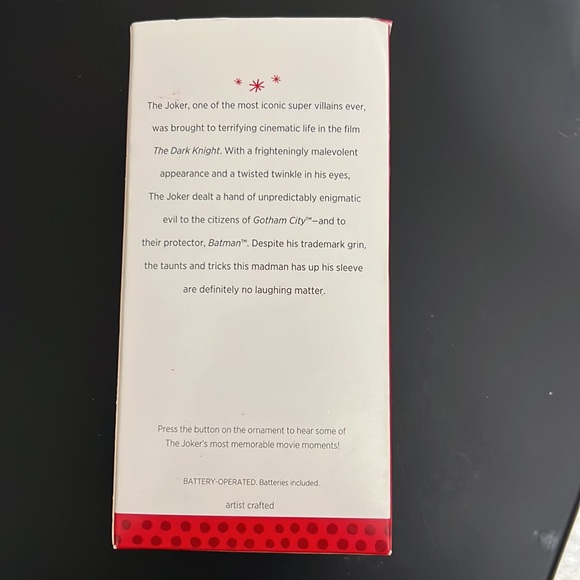 The Joker, one of the most iconic super villains ever,
was brought to terrifying cinematic life in the film
The Dark Knight. With a frighteningly malevolent
appearance and a twisted twinkle in his eyes,
The Joker dealt a hand of unpredictably enigmatic
evil to the citizens of Gotham City™—and to
their protector, Batman™. Despite his trademark grin,
the taunts and tricks this madman has up his sleeve
are definitely no laughing matter.
Press the button on the ornament to hear some of
The Joker's most memorable movie moments!
BATTERY-OPERATED. Batteries included.
artist crafted